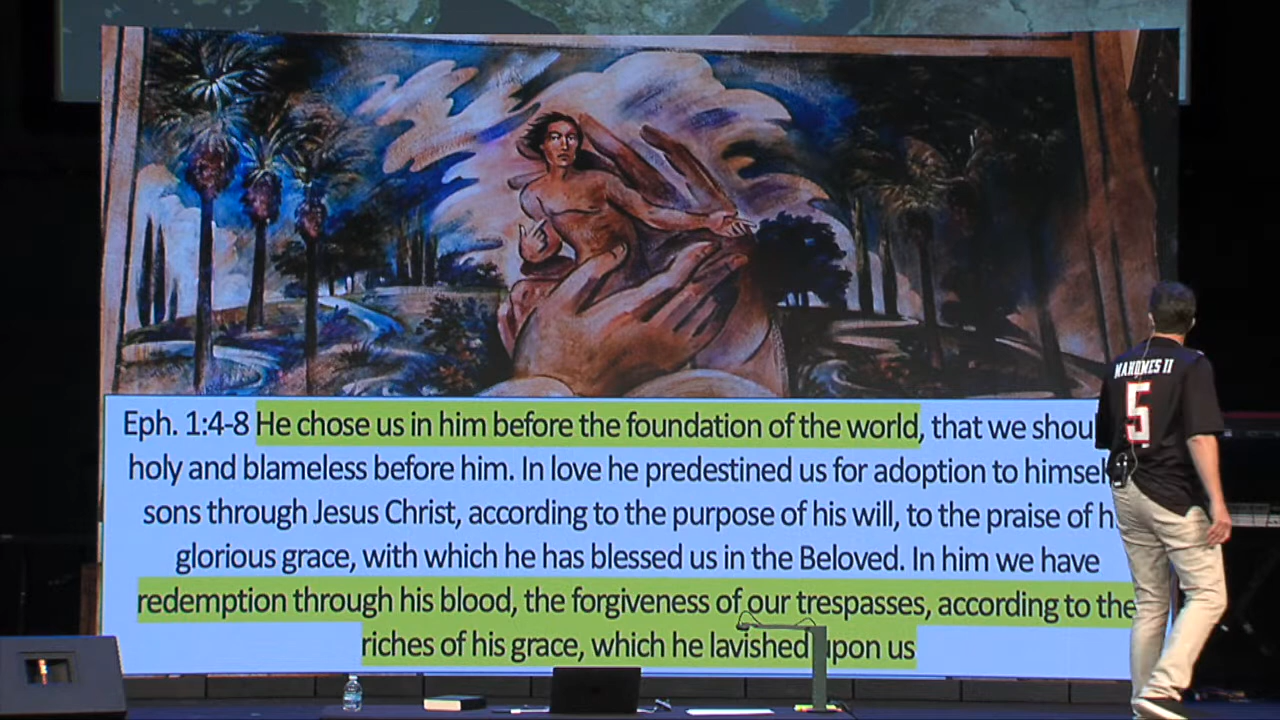 Eph. 1:4-8 He chose us in him before the foundation of the world, that we shou
holy and blameless before him. In love he predestined us for adoption to himsel
sons through Jesus Christ, according to the purpose of his will, to the praise of h
glorious grace, with which he has blessed us in the Beloved. In him we have
redemption through his blood, the forgiveness of our trespasses, according to the
riches of his grace, which he lavished upon us
MAHOMES II
5